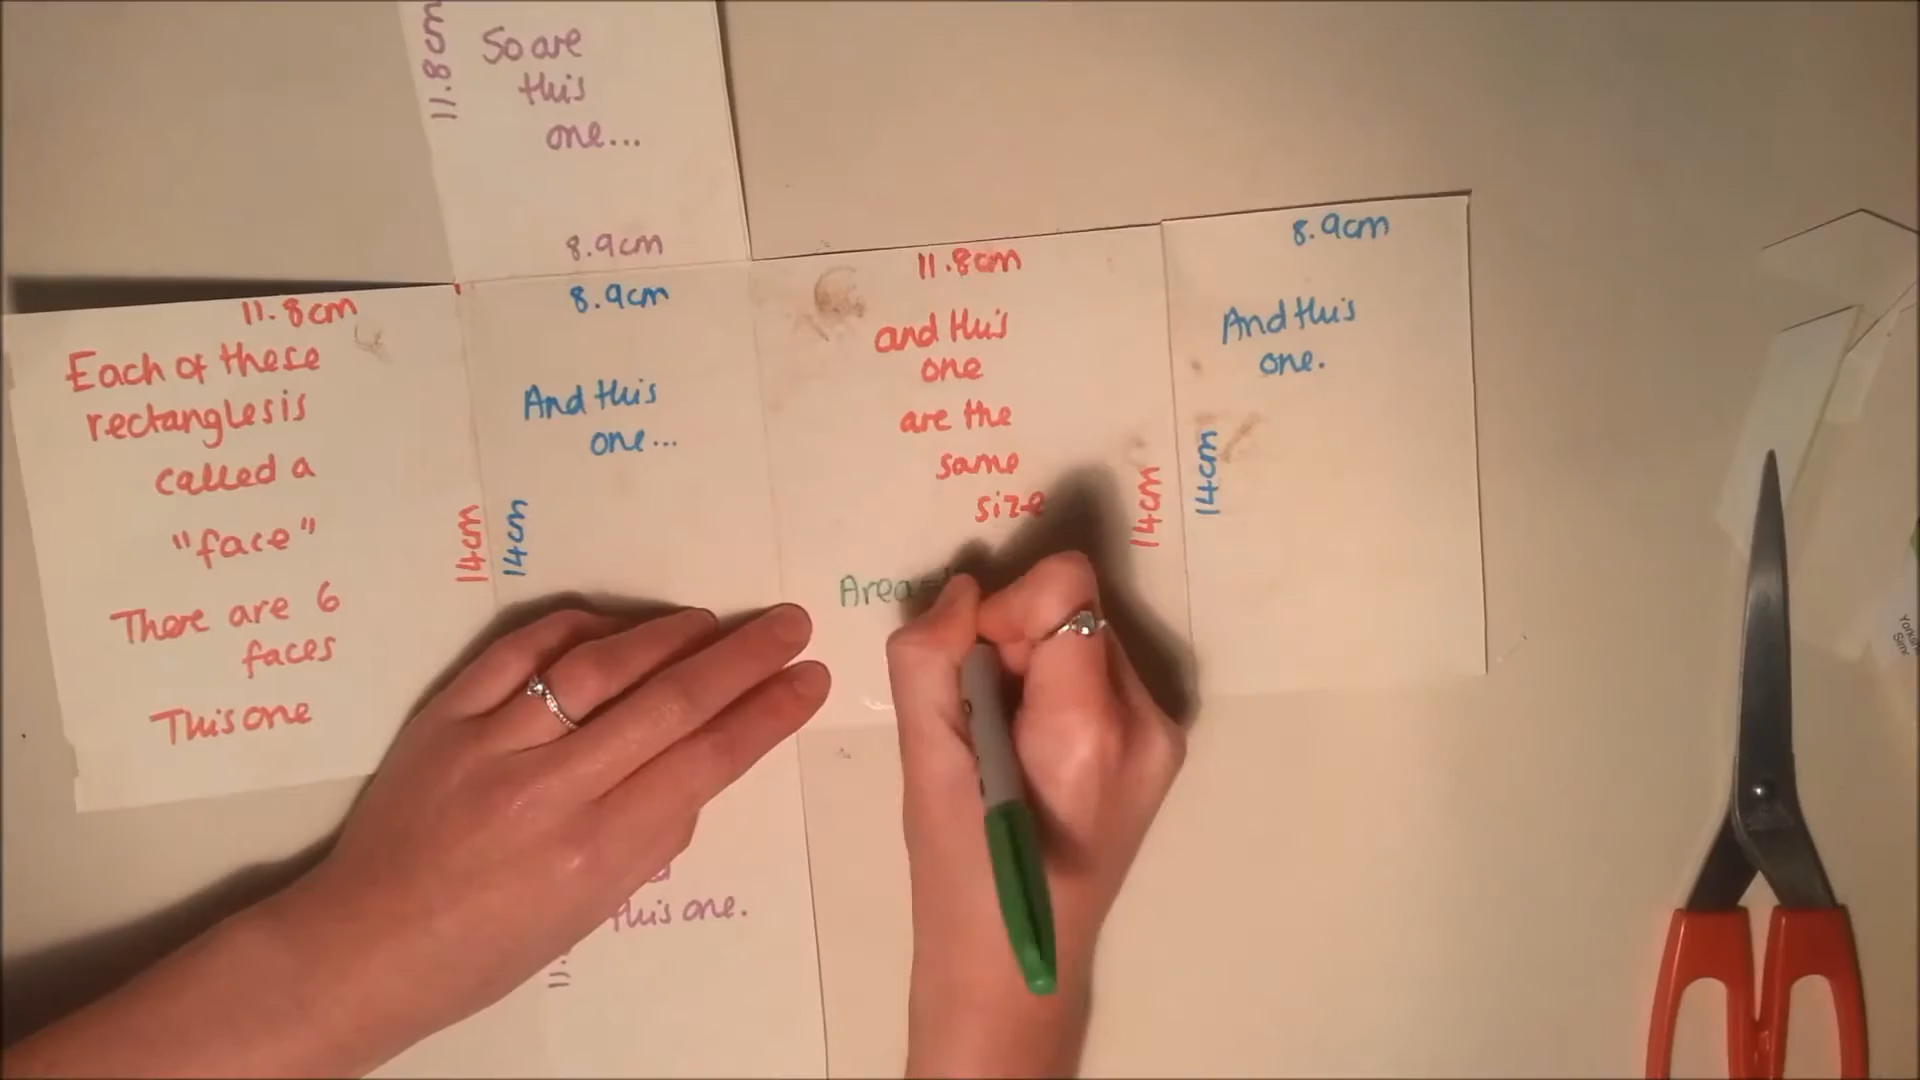 11.8cm
So are
this
one...
8.9cm
11.8cm
Each of these
rectangles is
called a
"face"
There are 6
faces
This one
14cm
8.9cm
And this
one...
14cm
11.8cm
and this
one
are the
same
size
14cm
Area
8.9cm
And this
one.
14cm
this one.